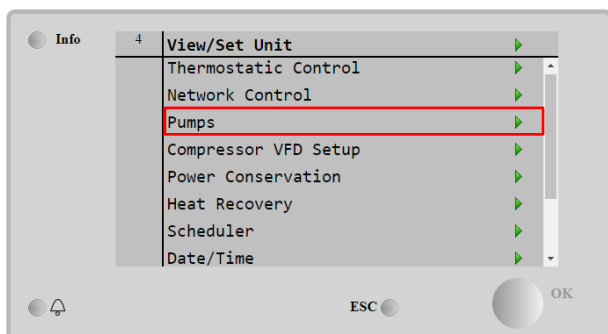 Info
4 View/Set Unit
Thermostatic Control
Network Control
Pumps
Compressor VFD Setup
Power Conservation
Heat Recovery
Scheduler
Date/Time
ESC
OK